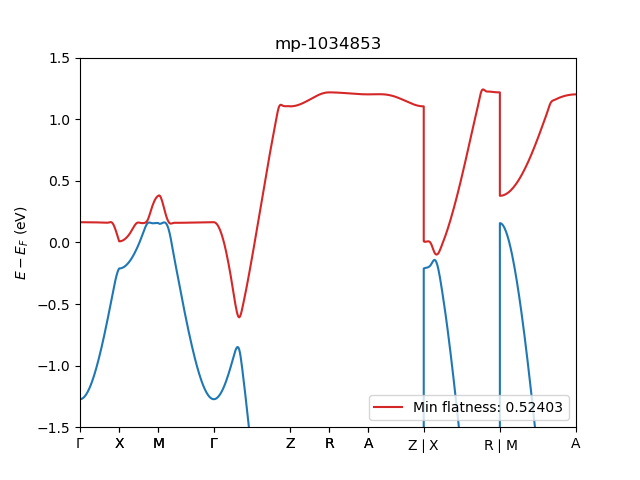 mp-1034853
1.5
1.0
0.5
0.0
−0.5
−1.0
−1.5
E − E_F (eV)
Min flatness: 0.52403
Γ X M Γ Z R A Z | X R | M A